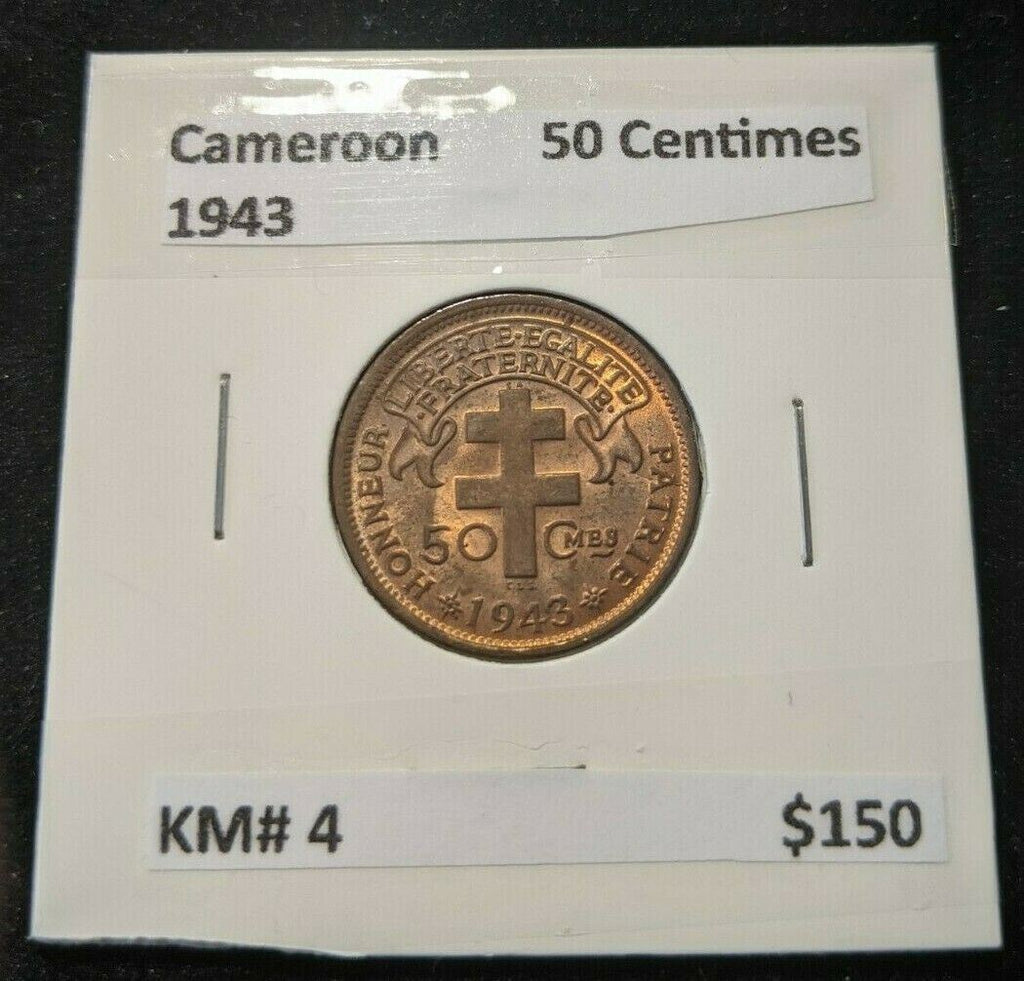 Cameroon 50 Centimes
1943
LIBERTE·EGALITE
·FRATERNITE·
HONNEUR PATRIE
50 CMES
1943
KM# 4 $150